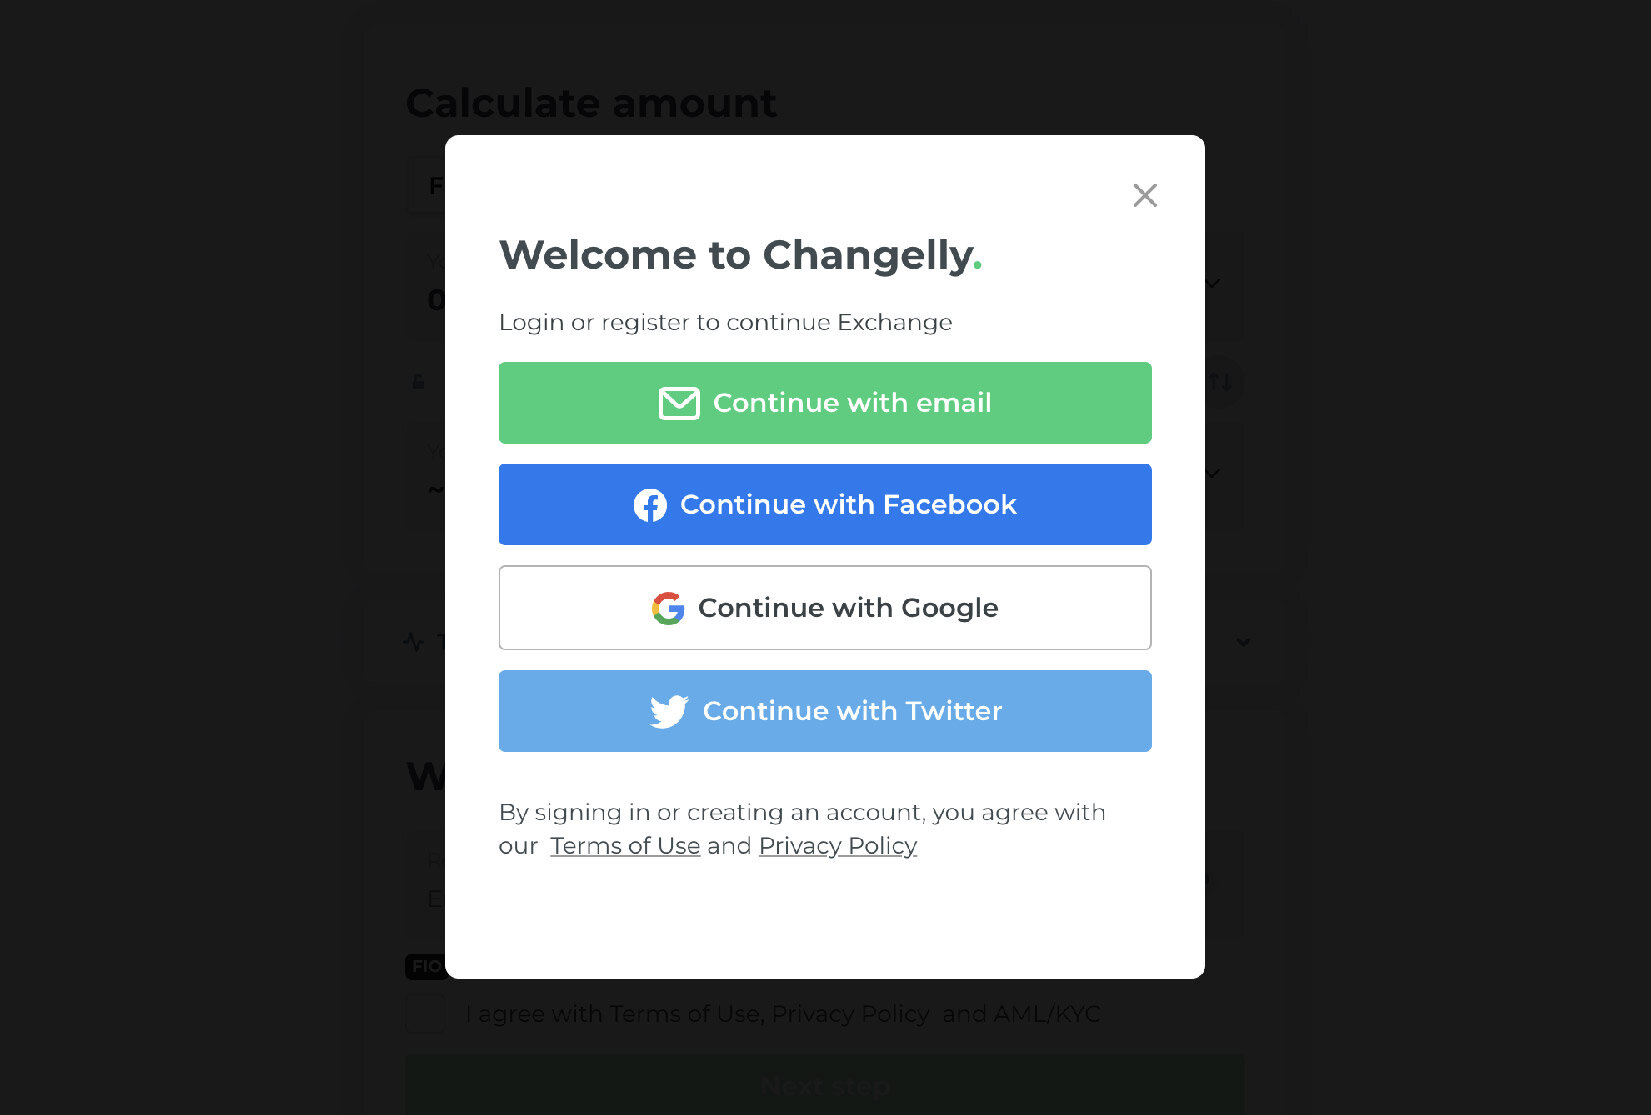 Calculate amount
Welcome to Changelly.
Login or register to continue Exchange
Continue with email
Continue with Facebook
Continue with Google
Continue with Twitter
By signing in or creating an account, you agree with
our Terms of Use and Privacy Policy
FIO
I agree with Terms of Use, Privacy Policy and AML/KYC
Next step